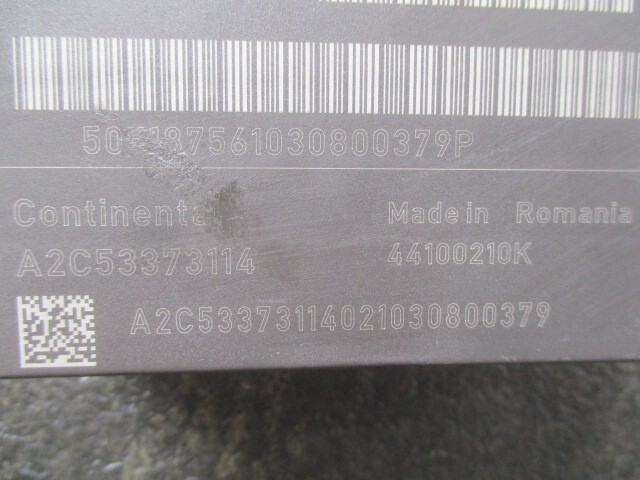 Continental Made in Romania
A2C53373114 44100210K
A2C53373114021030800379